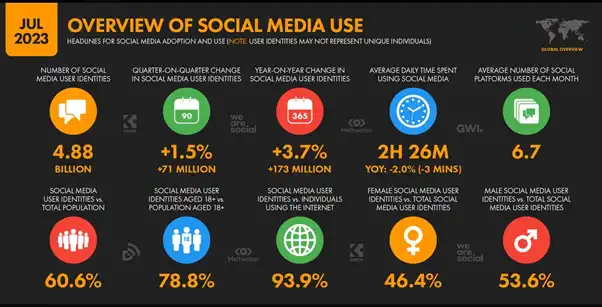 JUL
2023
OVERVIEW OF SOCIAL MEDIA USE
HEADLINES FOR SOCIAL MEDIA ADOPTION AND USE (NOTE: USER IDENTITIES MAY NOT REPRESENT UNIQUE INDIVIDUALS)
GLOBAL OVERVIEW
NUMBER OF SOCIAL
MEDIA USER IDENTITIES
4.88
BILLION
QUARTER-ON-QUARTER CHANGE
IN SOCIAL MEDIA USER IDENTITIES
90
+1.5%
+71 MILLION
YEAR-ON-YEAR CHANGE IN
SOCIAL MEDIA USER IDENTITIES
365
+3.7%
+173 MILLION
AVERAGE DAILY TIME SPENT
USING SOCIAL MEDIA
2H 26M
YOY: -2.0% (-3 MINS)
AVERAGE NUMBER OF SOCIAL
PLATFORMS USED EACH MONTH
6.7
we
are.
social
Meltwater
GWI.
SOCIAL MEDIA
USER IDENTITIES vs.
TOTAL POPULATION
60.6%
SOCIAL MEDIA USER
IDENTITIES AGED 18+ vs.
POPULATION AGED 18+
78.8%
SOCIAL MEDIA USER
IDENTITIES vs. INDIVIDUALS
USING THE INTERNET
93.9%
FEMALE SOCIAL MEDIA USER
IDENTITIES vs. TOTAL SOCIAL
MEDIA USER IDENTITIES
46.4%
MALE SOCIAL MEDIA USER
IDENTITIES vs. TOTAL SOCIAL
MEDIA USER IDENTITIES
53.6%
Meltwater
we
are.
social